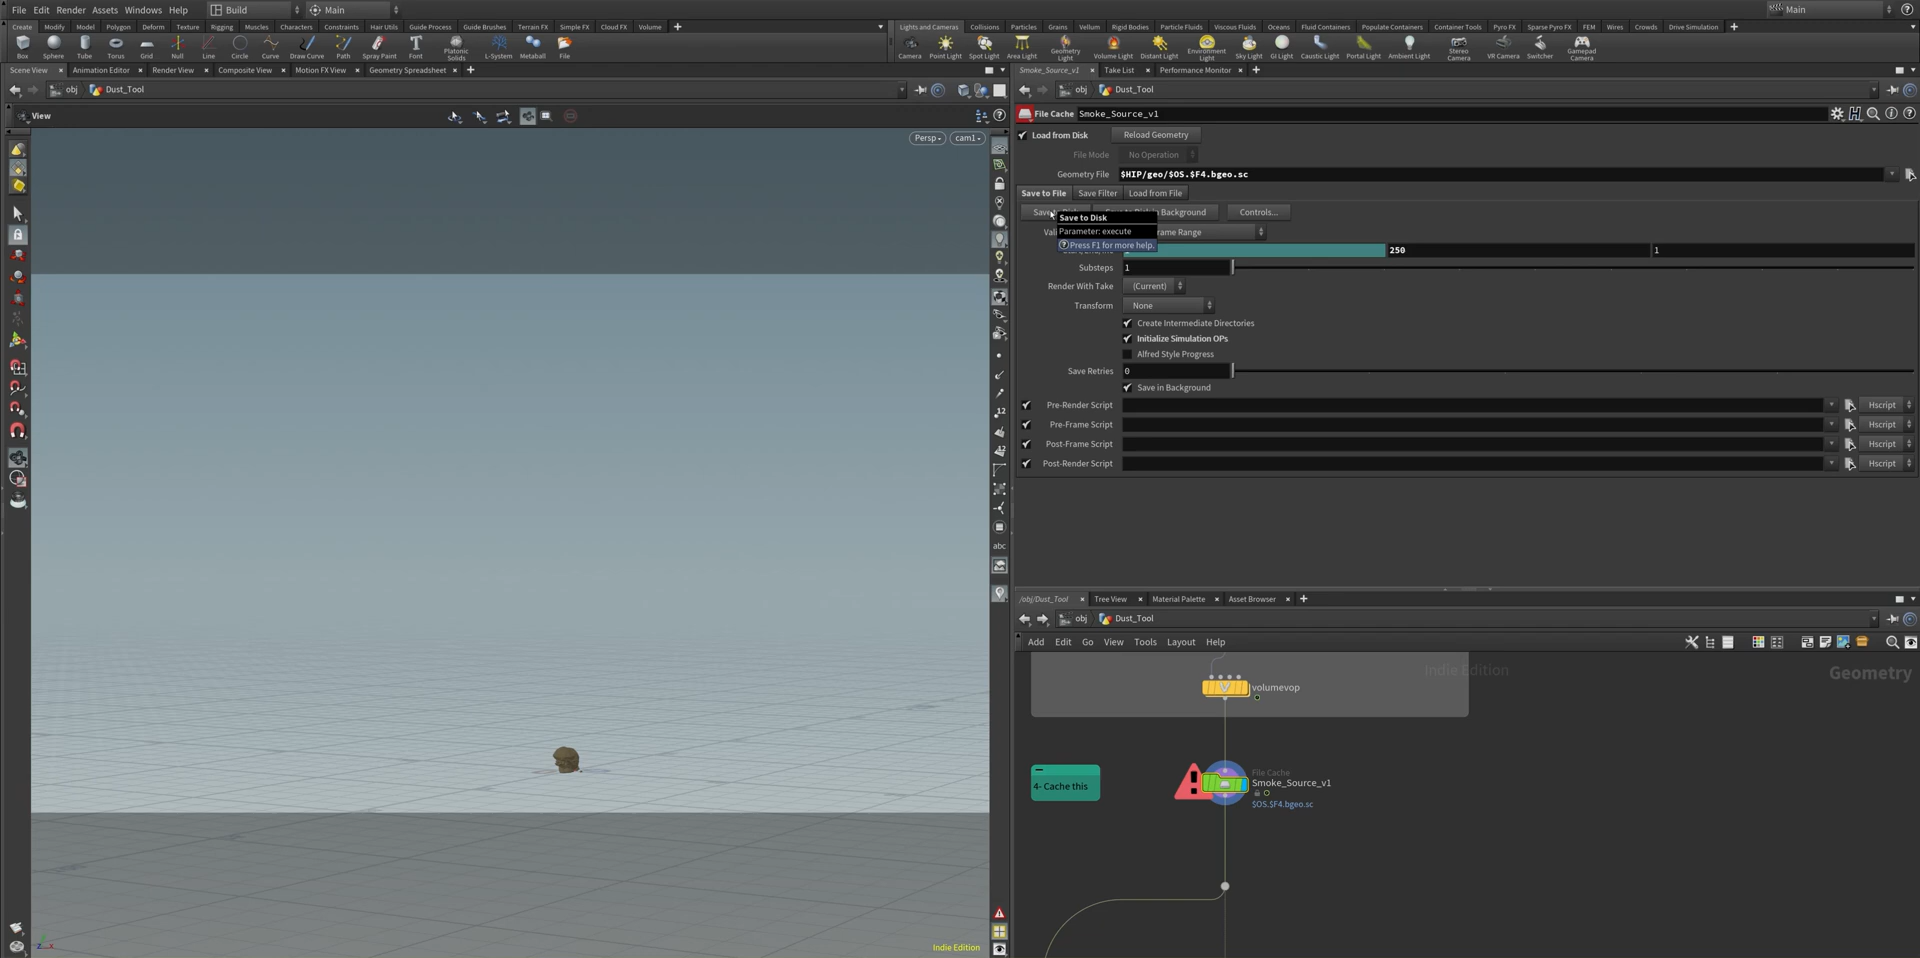 File Edit Render Assets Windows Help Build Main Main
Create Modify Model Polygon Deform Texture Rigging Muscles Characters Constraints Hair Utils Guide Process Guide Brushes Terrain FX Simple FX Cloud FX Volume
Lights and Cameras Collisions Particles Grains Vellum Rigid Bodies Particle Fluids Viscous Fluids Oceans Fluid Containers Populate Containers Container Tools Pyro FX Sparse Pyro FX FEM Wires Crowds Drive Simulation
Box Sphere Tube Torus Grid Null Line Circle Curve Draw Curve Path Spray Paint Font Platonic Solids L-System Metaball File
Camera Point Light Spot Light Area Light Geometry Light Volume Light Distant Light Environment Light Sky Light GI Light Caustic Light Portal Light Ambient Light Stereo Camera VR Camera Switcher Gamepad Camera
Scene View Animation Editor Render View Composite View Motion FX View Geometry Spreadsheet
Smoke_Source_v1 Take List Performance Monitor
obj Dust_Tool
obj Dust_Tool
View
Persp cam1
File Cache Smoke_Source_v1
Load from Disk Reload Geometry
File Mode No Operation
Geometry File $HIP/geo/$OS.$F4.bgeo.sc
Save to File Save Filter Load from File
Controls...
Save to Disk
Parameter: execute
Press F1 for more help.
250 1
Substeps 1
Render With Take (Current)
Transform None
Create Intermediate Directories
Initialize Simulation OPs
Alfred Style Progress
Save Retries 0
Save in Background
Pre-Render Script Hscript
Pre-Frame Script Hscript
Post-Frame Script Hscript
Post-Render Script Hscript
/obj/Dust_Tool Tree View Material Palette Asset Browser
obj Dust_Tool
Add Edit Go View Tools Layout Help
Indie Edition
Geometry
volumevop
4- Cache this
File Cache
Smoke_Source_v1
$OS.$F4.bgeo.sc
12
12
abc
Indie Edition